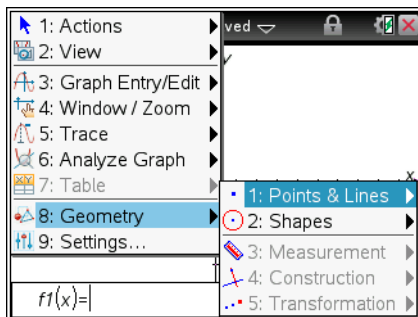 1: Actions
2: View
3: Graph Entry/Edit
4: Window / Zoom
5: Trace
6: Analyze Graph
7: Table
8: Geometry
9: Settings...
ved
y
x
1: Points & Lines
2: Shapes
3: Measurement
4: Construction
5: Transformation
f1(x)=